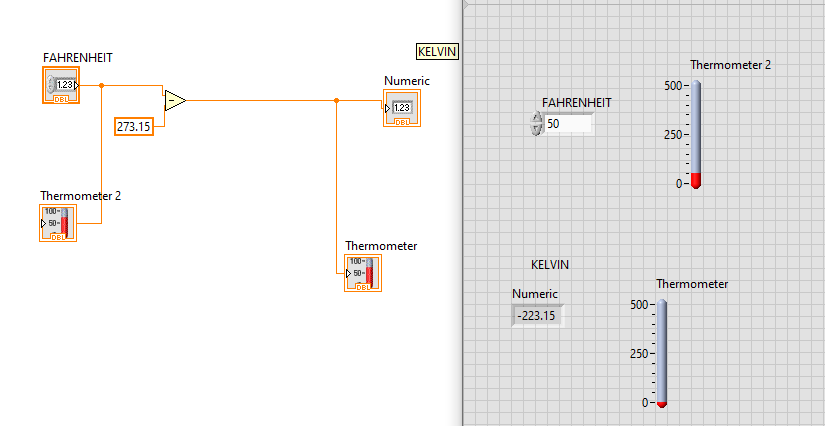 KELVIN
FAHRENHEIT
1.23
DBL
Numeric
1.23
DBL
273.15
Thermometer 2
100
50
DBL
Thermometer
100
50
DBL
Thermometer 2
500
250
0
FAHRENHEIT
50
KELVIN
Numeric
-223.15
Thermometer
500
250
0